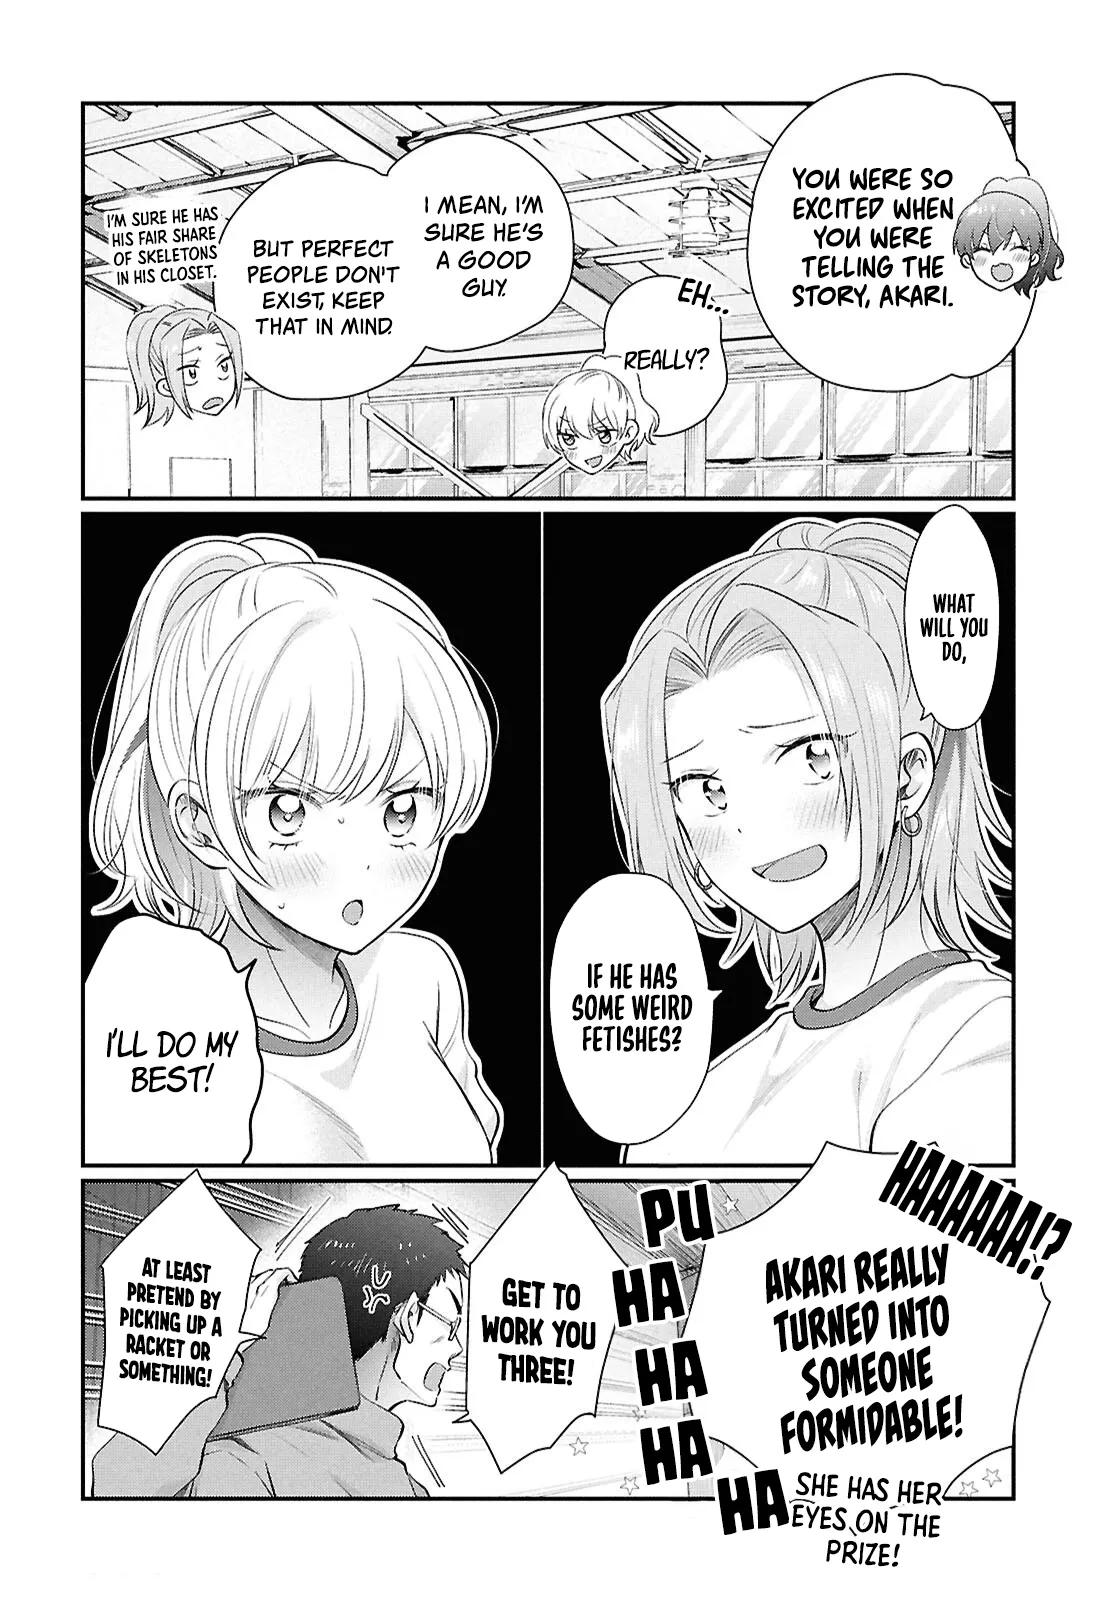 YOU WERE SO
EXCITED WHEN
YOU WERE
TELLING THE
STORY, AKARI.
EH...
REALLY?
I MEAN, I'M
SURE HE'S
A GOOD
GUY.
BUT PERFECT
PEOPLE DON'T
EXIST, KEEP
THAT IN MIND.
I'M SURE HE HAS
HIS FAIR SHARE
OF SKELETONS
IN HIS CLOSET.
WHAT
WILL YOU
DO,
IF HE HAS
SOME WEIRD
FETISHES?
I'LL DO MY
BEST!
HAAAAAA!?
AKARI REALLY
TURNED INTO
SOMEONE
FORMIDABLE!
SHE HAS HER
EYES ON THE
PRIZE!
PU
HA
HA
HA
HA
GET TO
WORK YOU
THREE!
AT LEAST
PRETEND BY
PICKING UP A
RACKET OR
SOMETHING!